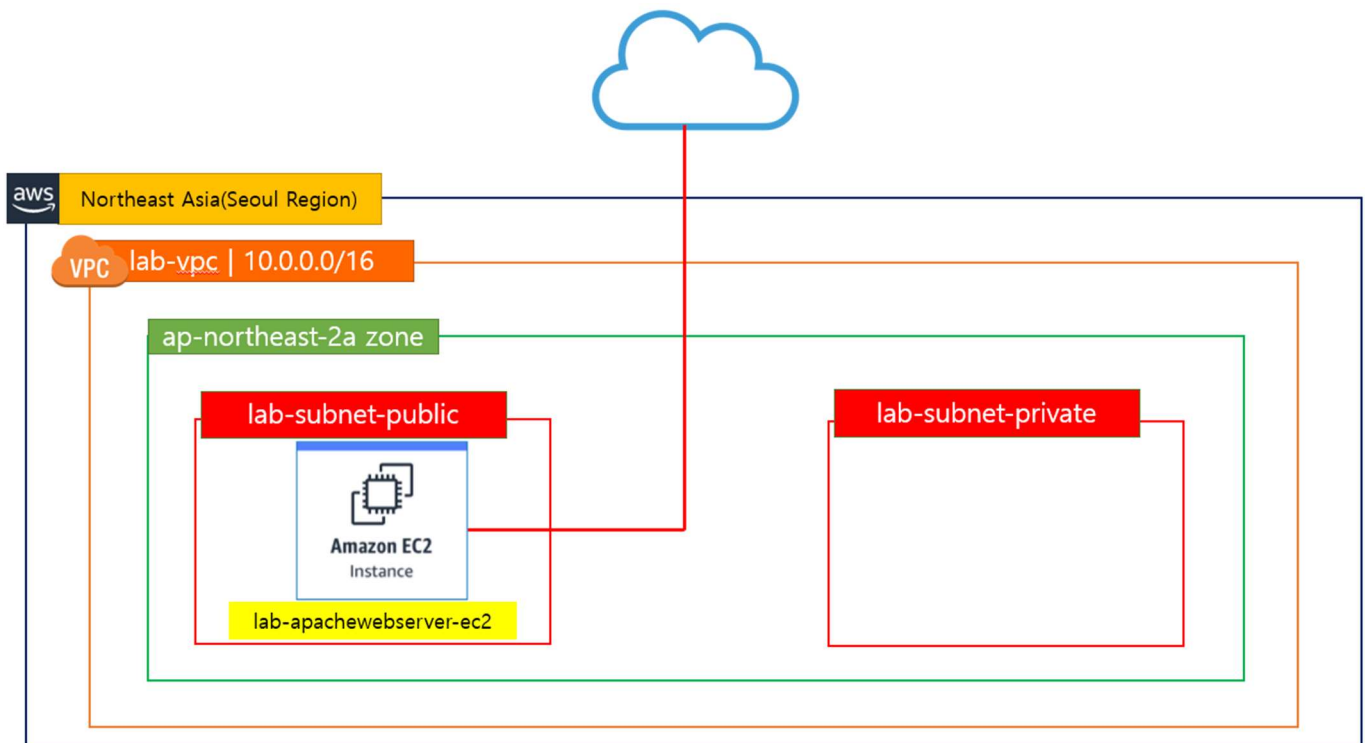 aws
Northeast Asia(Seoul Region)
VPC
lab-vpc | 10.0.0.0/16
ap-northeast-2a zone
lab-subnet-public
lab-subnet-private
Amazon EC2
Instance
lab-apachewebserver-ec2